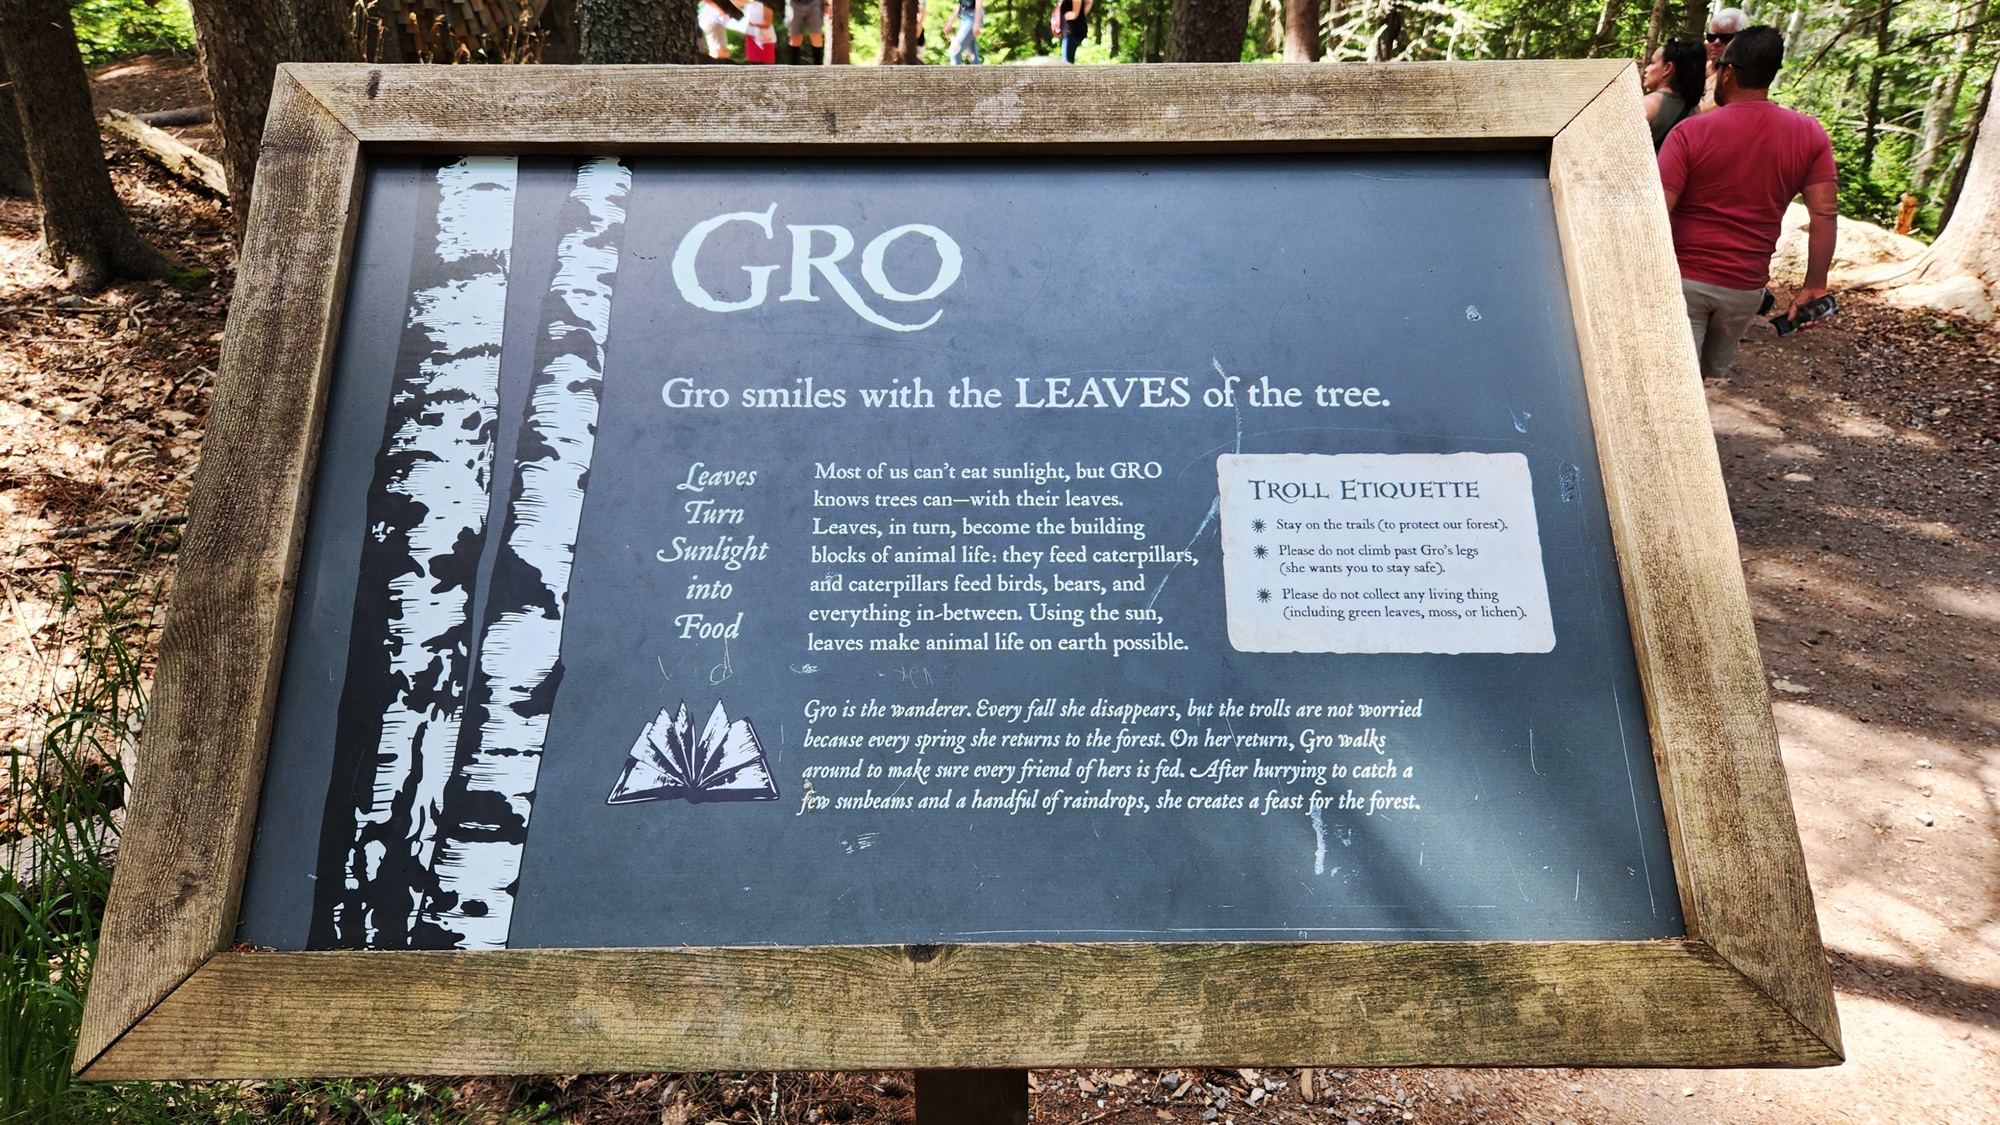 GRO
Gro smiles with the LEAVES of the tree.
Leaves
Turn
Sunlight
into
Food
Most of us can't eat sunlight, but GRO
knows trees can—with their leaves.
Leaves, in turn, become the building
blocks of animal life: they feed caterpillars,
and caterpillars feed birds, bears, and
everything in-between. Using the sun,
leaves make animal life on earth possible.
TROLL ETIQUETTE
Stay on the trails (to protect our forest).
Please do not climb past Gro's legs
(she wants you to stay safe).
Please do not collect any living thing
(including green leaves, moss, or lichen).
Gro is the wanderer. Every fall she disappears, but the trolls are not worried
because every spring she returns to the forest. On her return, Gro walks
around to make sure every friend of hers is fed. After hurrying to catch a
few sunbeams and a handful of raindrops, she creates a feast for the forest.